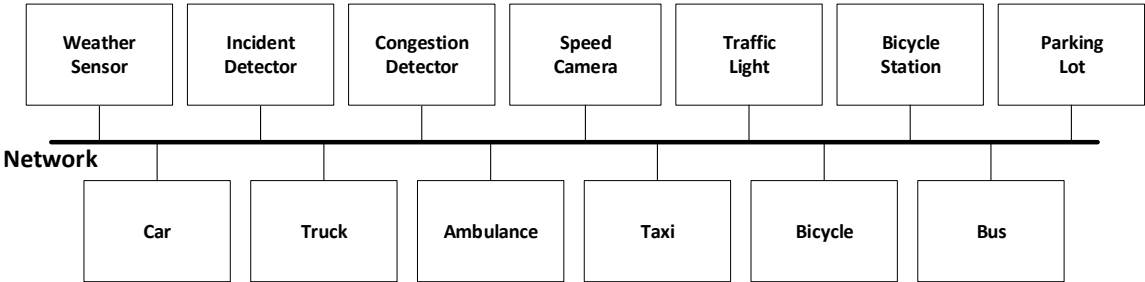 Weather
Sensor
Incident
Detector
Congestion
Detector
Speed
Camera
Traffic
Light
Bicycle
Station
Parking
Lot
Network
Car
Truck
Ambulance
Taxi
Bicycle
Bus